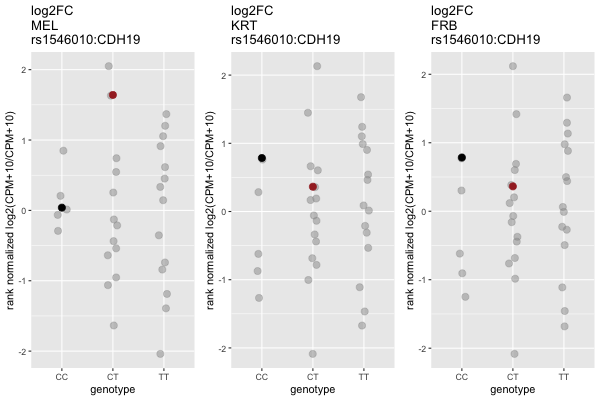 log2FC
MEL
rs1546010:CDH19
rank normalized log2(CPM+10/CPM+10)
2
1
0
-1
-2
CC
CT
TT
genotype
log2FC
KRT
rs1546010:CDH19
rank normalized log2(CPM+10/CPM+10)
2
1
0
-1
-2
CC
CT
TT
genotype
log2FC
FRB
rs1546010:CDH19
rank normalized log2(CPM+10/CPM+10)
2
1
0
-1
-2
CC
CT
TT
genotype